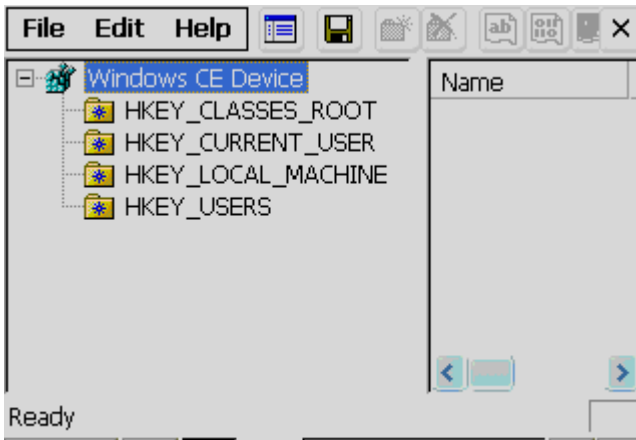 File Edit Help
Windows CE Device
HKEY_CLASSES_ROOT
HKEY_CURRENT_USER
HKEY_LOCAL_MACHINE
HKEY_USERS
Name
Ready